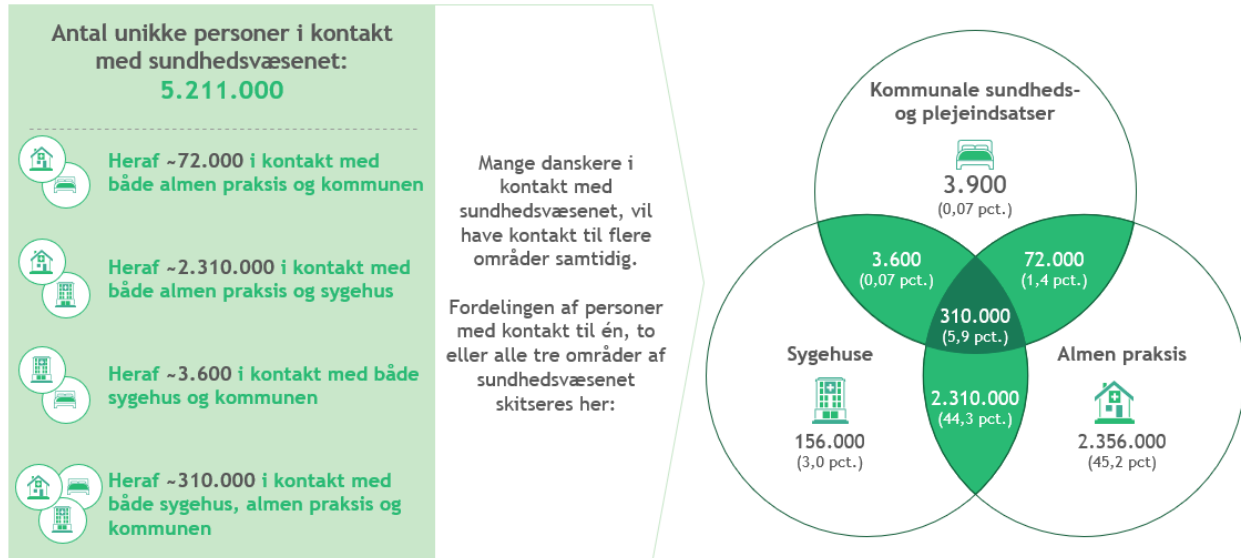 Antal unikke personer i kontakt
med sundhedsvæsenet:
5.211.000
Heraf ~72.000 i kontakt med
både almen praksis og kommunen
Heraf ~2.310.000 i kontakt med
både almen praksis og sygehus
Heraf ~3.600 i kontakt med både
sygehus og kommunen
Heraf ~310.000 i kontakt med
både sygehus, almen praksis og
kommunen
Mange danskere i
kontakt med
sundhedsvæsenet, vil
have kontakt til flere
områder samtidig.
Fordelingen af personer
med kontakt til én, to
eller alle tre områder af
sundhedsvæsenet
skitseres her:
Kommunale sundheds-
og plejeindsatser
3.900
(0,07 pct.)
3.600
(0,07 pct.)
72.000
(1,4 pct.)
310.000
(5,9 pct.)
Sygehuse
156.000
(3,0 pct.)
2.310.000
(44,3 pct.)
Almen praksis
2.356.000
(45,2 pct)